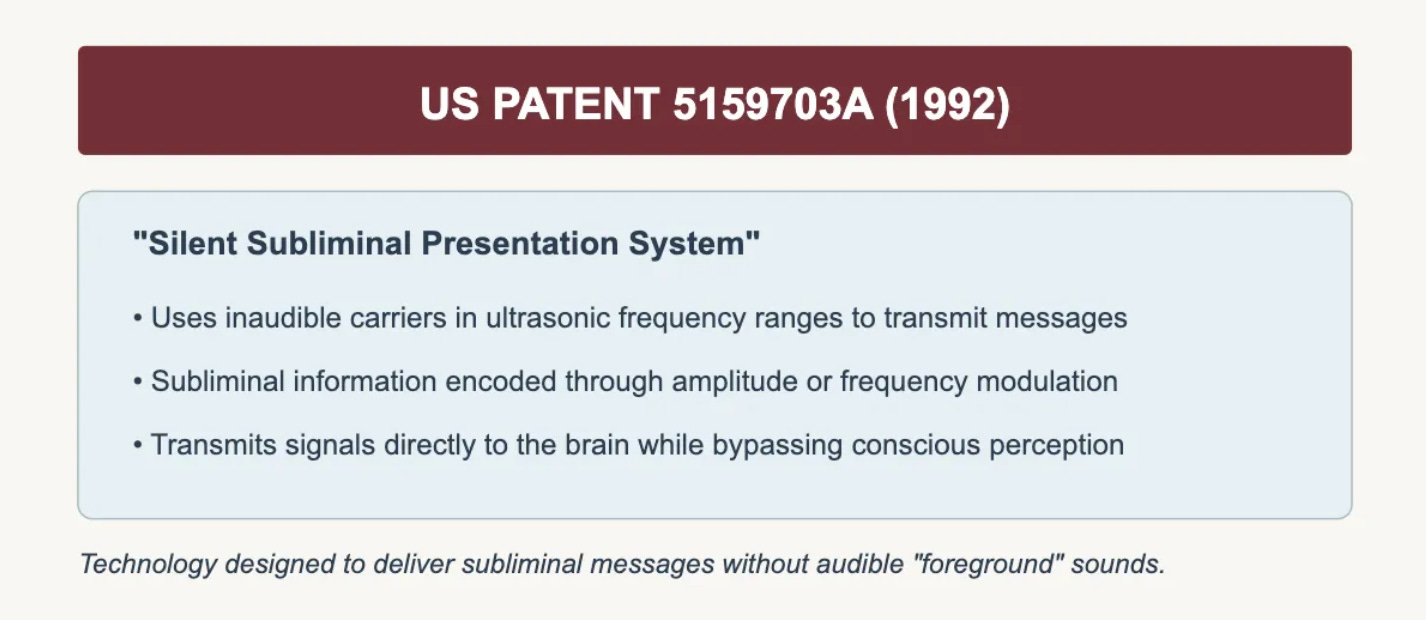 US PATENT 5159703A (1992)
"Silent Subliminal Presentation System"
• Uses inaudible carriers in ultrasonic frequency ranges to transmit messages
• Subliminal information encoded through amplitude or frequency modulation
• Transmits signals directly to the brain while bypassing conscious perception
Technology designed to deliver subliminal messages without audible "foreground" sounds.